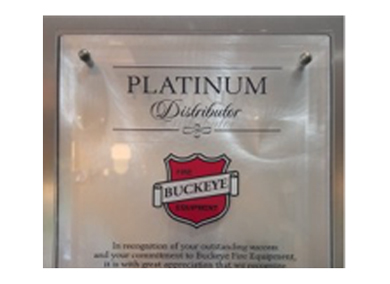 PLATINUM
Distributor
FIRE
BUCKEYE
EQUIPMENT
In recognition of your outstanding success
and your commitment to Buckeye Fire Equipment,
it is with great appreciation that we recognize